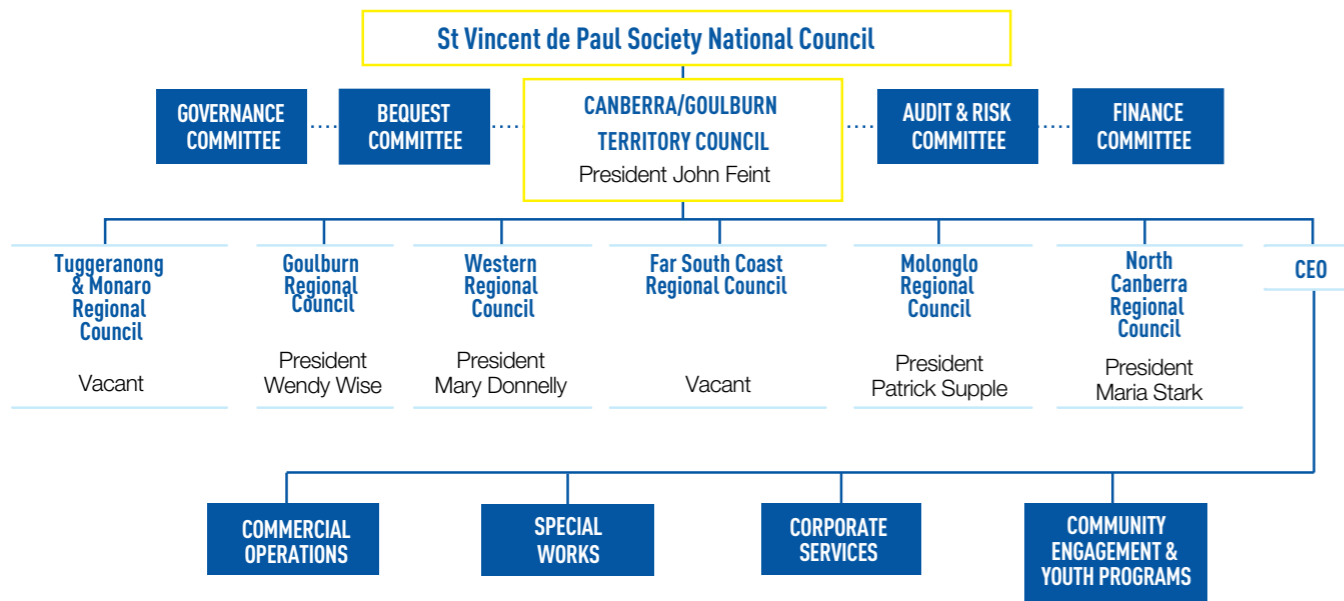 St Vincent de Paul Society National Council
GOVERNANCE
COMMITTEE
BEQUEST
COMMITTEE
CANBERRA/GOULBURN
TERRITORY COUNCIL
President John Feint
AUDIT & RISK
COMMITTEE
FINANCE
COMMITTEE
Tuggeranong
& Monaro
Regional
Council
Vacant
Goulburn
Regional
Council
President
Wendy Wise
Western
Regional
Council
President
Mary Donnelly
Far South Coast
Regional Council
Vacant
Molonglo
Regional
Council
President
Patrick Supple
North
Canberra
Regional
Council
President
Maria Stark
CEO
COMMERCIAL
OPERATIONS
SPECIAL
WORKS
CORPORATE
SERVICES
COMMUNITY
ENGAGEMENT &
YOUTH PROGRAMS